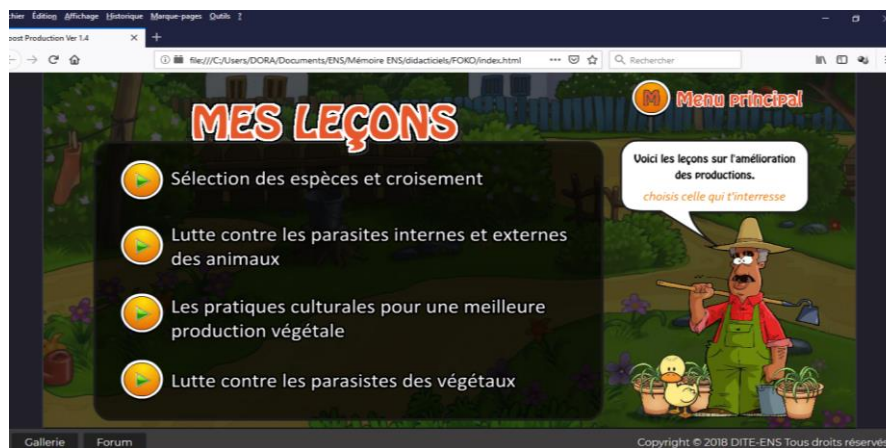 chier Édition Affichage Historique Marque-pages Outils ?
oost Production Ver 1.4
file:///C:/Users/DORA/Documents/ENS/Mémoire ENS/didacticiels/FOKO/index.html
Rechercher
MES LEÇONS
M Menu principal
Voici les leçons sur l'amélioration
des productions.
choisis celle qui t'interresse
Sélection des espèces et croisement
Lutte contre les parasites internes et externes
des animaux
Les pratiques culturales pour une meilleure
production végétale
Lutte contre les parasistes des végétaux
Gallerie Forum
Copyright © 2018 DITE-ENS Tous droits réservés